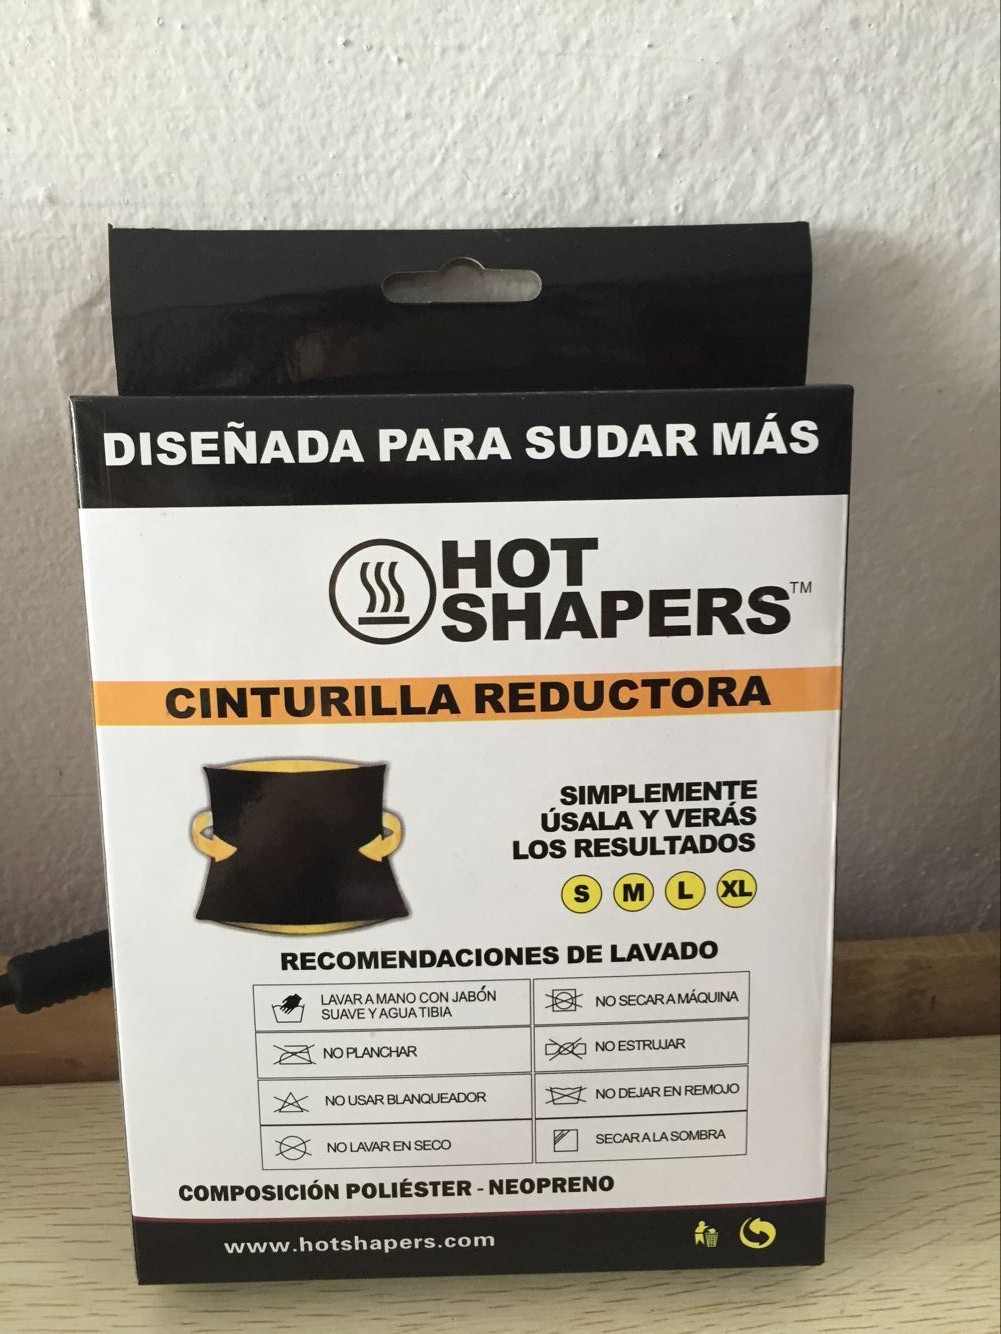 DISEÑADA PARA SUDAR MÁS
HOT
SHAPERS™
CINTURILLA REDUCTORA
SIMPLEMENTE
ÚSALA Y VERÁS
LOS RESULTADOS
S M L XL
RECOMENDACIONES DE LAVADO
LAVAR A MANO CON JABÓN
SUAVE Y AGUA TIBIA
NO SECAR A MÁQUINA
NO PLANCHAR
NO ESTRUJAR
NO USAR BLANQUEADOR
NO DEJAR EN REMOJO
NO LAVAR EN SECO
SECAR A LA SOMBRA
COMPOSICIÓN POLIÉSTER - NEOPRENO
www.hotshapers.com